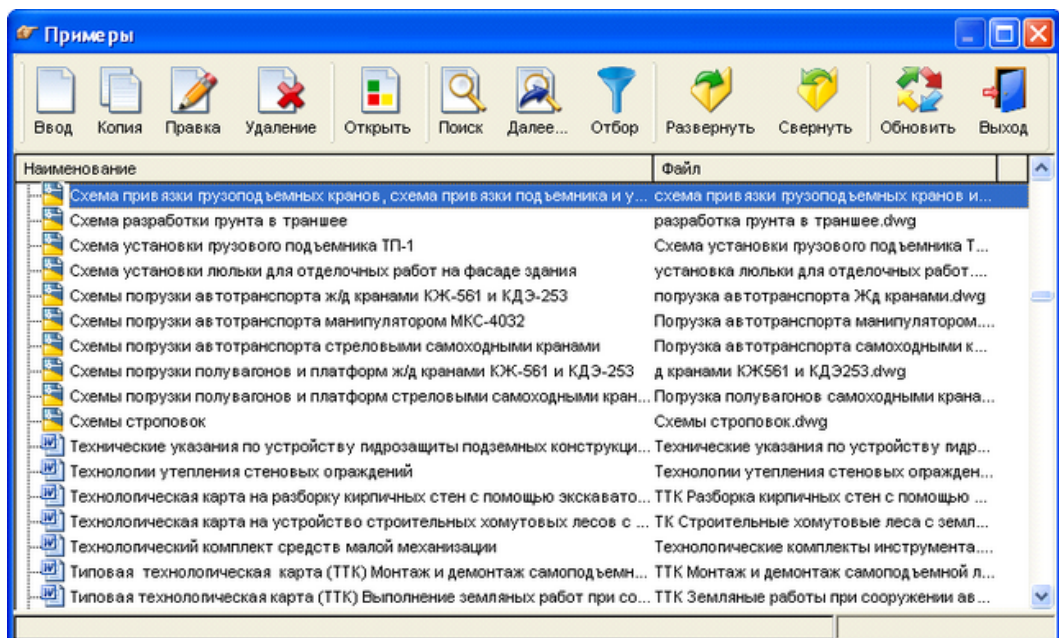 Примеры
Ввод Копия Правка Удаление Открыть Поиск Далее... Отбор Развернуть Свернуть Обновить Выход
Наименование Файл
Схема привязки грузоподъемных кранов, схема привязки подъемника и у... схема привязки грузоподъемных кранов и...
Схема разработки грунта в траншее разработка грунта в траншее.dwg
Схема установки грузового подъемника ТП-1 Схема установки грузового подъемника Т...
Схема установки люльки для отделочных работ на фасаде здания установка люльки для отделочных работ....
Схемы погрузки автотранспорта ж/д кранами КЖ-561 и КДЭ-253 погрузка автотранспорта Жд кранами.dwg
Схемы погрузки автотранспорта манипулятором МКС-4032 Погрузка автотранспорта манипулятором....
Схемы погрузки автотранспорта стреловыми самоходными кранами Погрузка автотранспорта самоходными к...
Схемы погрузки полувагонов и платформ ж/д кранами КЖ-561 и КДЭ-253 д кранами КЖ561 и КДЭ253.dwg
Схемы погрузки полувагонов и платформ стреловыми самоходными кран... Погрузка полувагонов самоходными крана...
Схемы строповок Схемы строповок.dwg
Технические указания по устройству гидрозащиты подземных конструкци... Технические указания по устройству гидр...
Технологии утепления стеновых ограждений Технологии утепления стеновых огражден...
Технологическая карта на разборку кирпичных стен с помощью экскавато... ТТК Разборка кирпичных стен с помощью ...
Технологическая карта на устройство строительных хомутовых лесов с ... ТК Строительные хомутовые леса с земл...
Технологический комплект средств малой механизации Технологические комплекты инструмента....
Типовая технологическая карта (ТТК) Монтаж и демонтаж самоподъемн... ТТК Монтаж и демонтаж самоподъемной л...
Типовая технологическая карта (ТТК) Выполнение земляных работ при со... ТТК Земляные работы при сооружении ав...